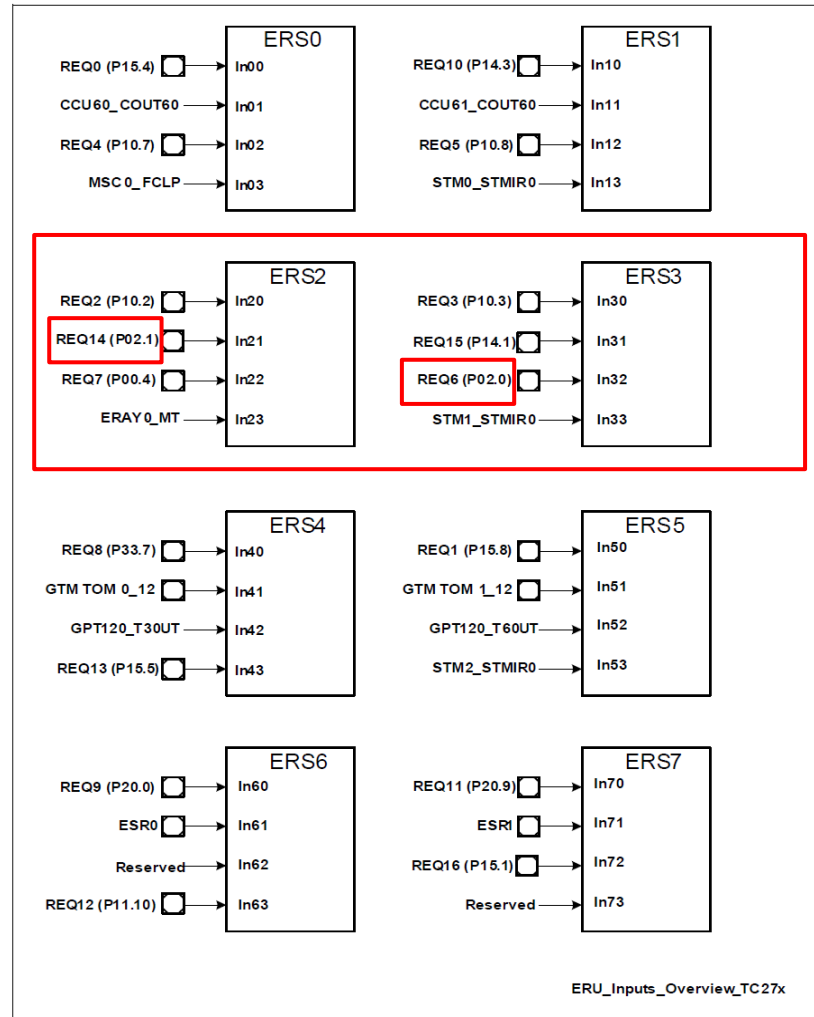 ERS0
REQ0 (P15.4) In00
CCU60_COUT60 In01
REQ4 (P10.7) In02
MSC0_FCLP In03
ERS1
REQ10 (P14.3) In10
CCU61_COUT60 In11
REQ5 (P10.8) In12
STM0_STMIR0 In13
ERS2
REQ2 (P10.2) In20
REQ14 (P02.1) In21
REQ7 (P00.4) In22
ERAY0_MT In23
ERS3
REQ3 (P10.3) In30
REQ15 (P14.1) In31
REQ6 (P02.0) In32
STM1_STMIR0 In33
ERS4
REQ8 (P33.7) In40
GTM TOM 0_12 In41
GPT120_T30UT In42
REQ13 (P15.5) In43
ERS5
REQ1 (P15.8) In50
GTM TOM 1_12 In51
GPT120_T60UT In52
STM2_STMIR0 In53
ERS6
REQ9 (P20.0) In60
ESR0 In61
Reserved In62
REQ12 (P11.10) In63
ERS7
REQ11 (P20.9) In70
ESR1 In71
REQ16 (P15.1) In72
Reserved In73
ERU_Inputs_Overview_TC27x